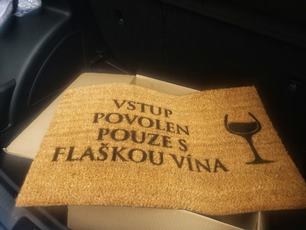 VSTUP
POVOLEN
POUZE S
FLAŠKOU VÍNA